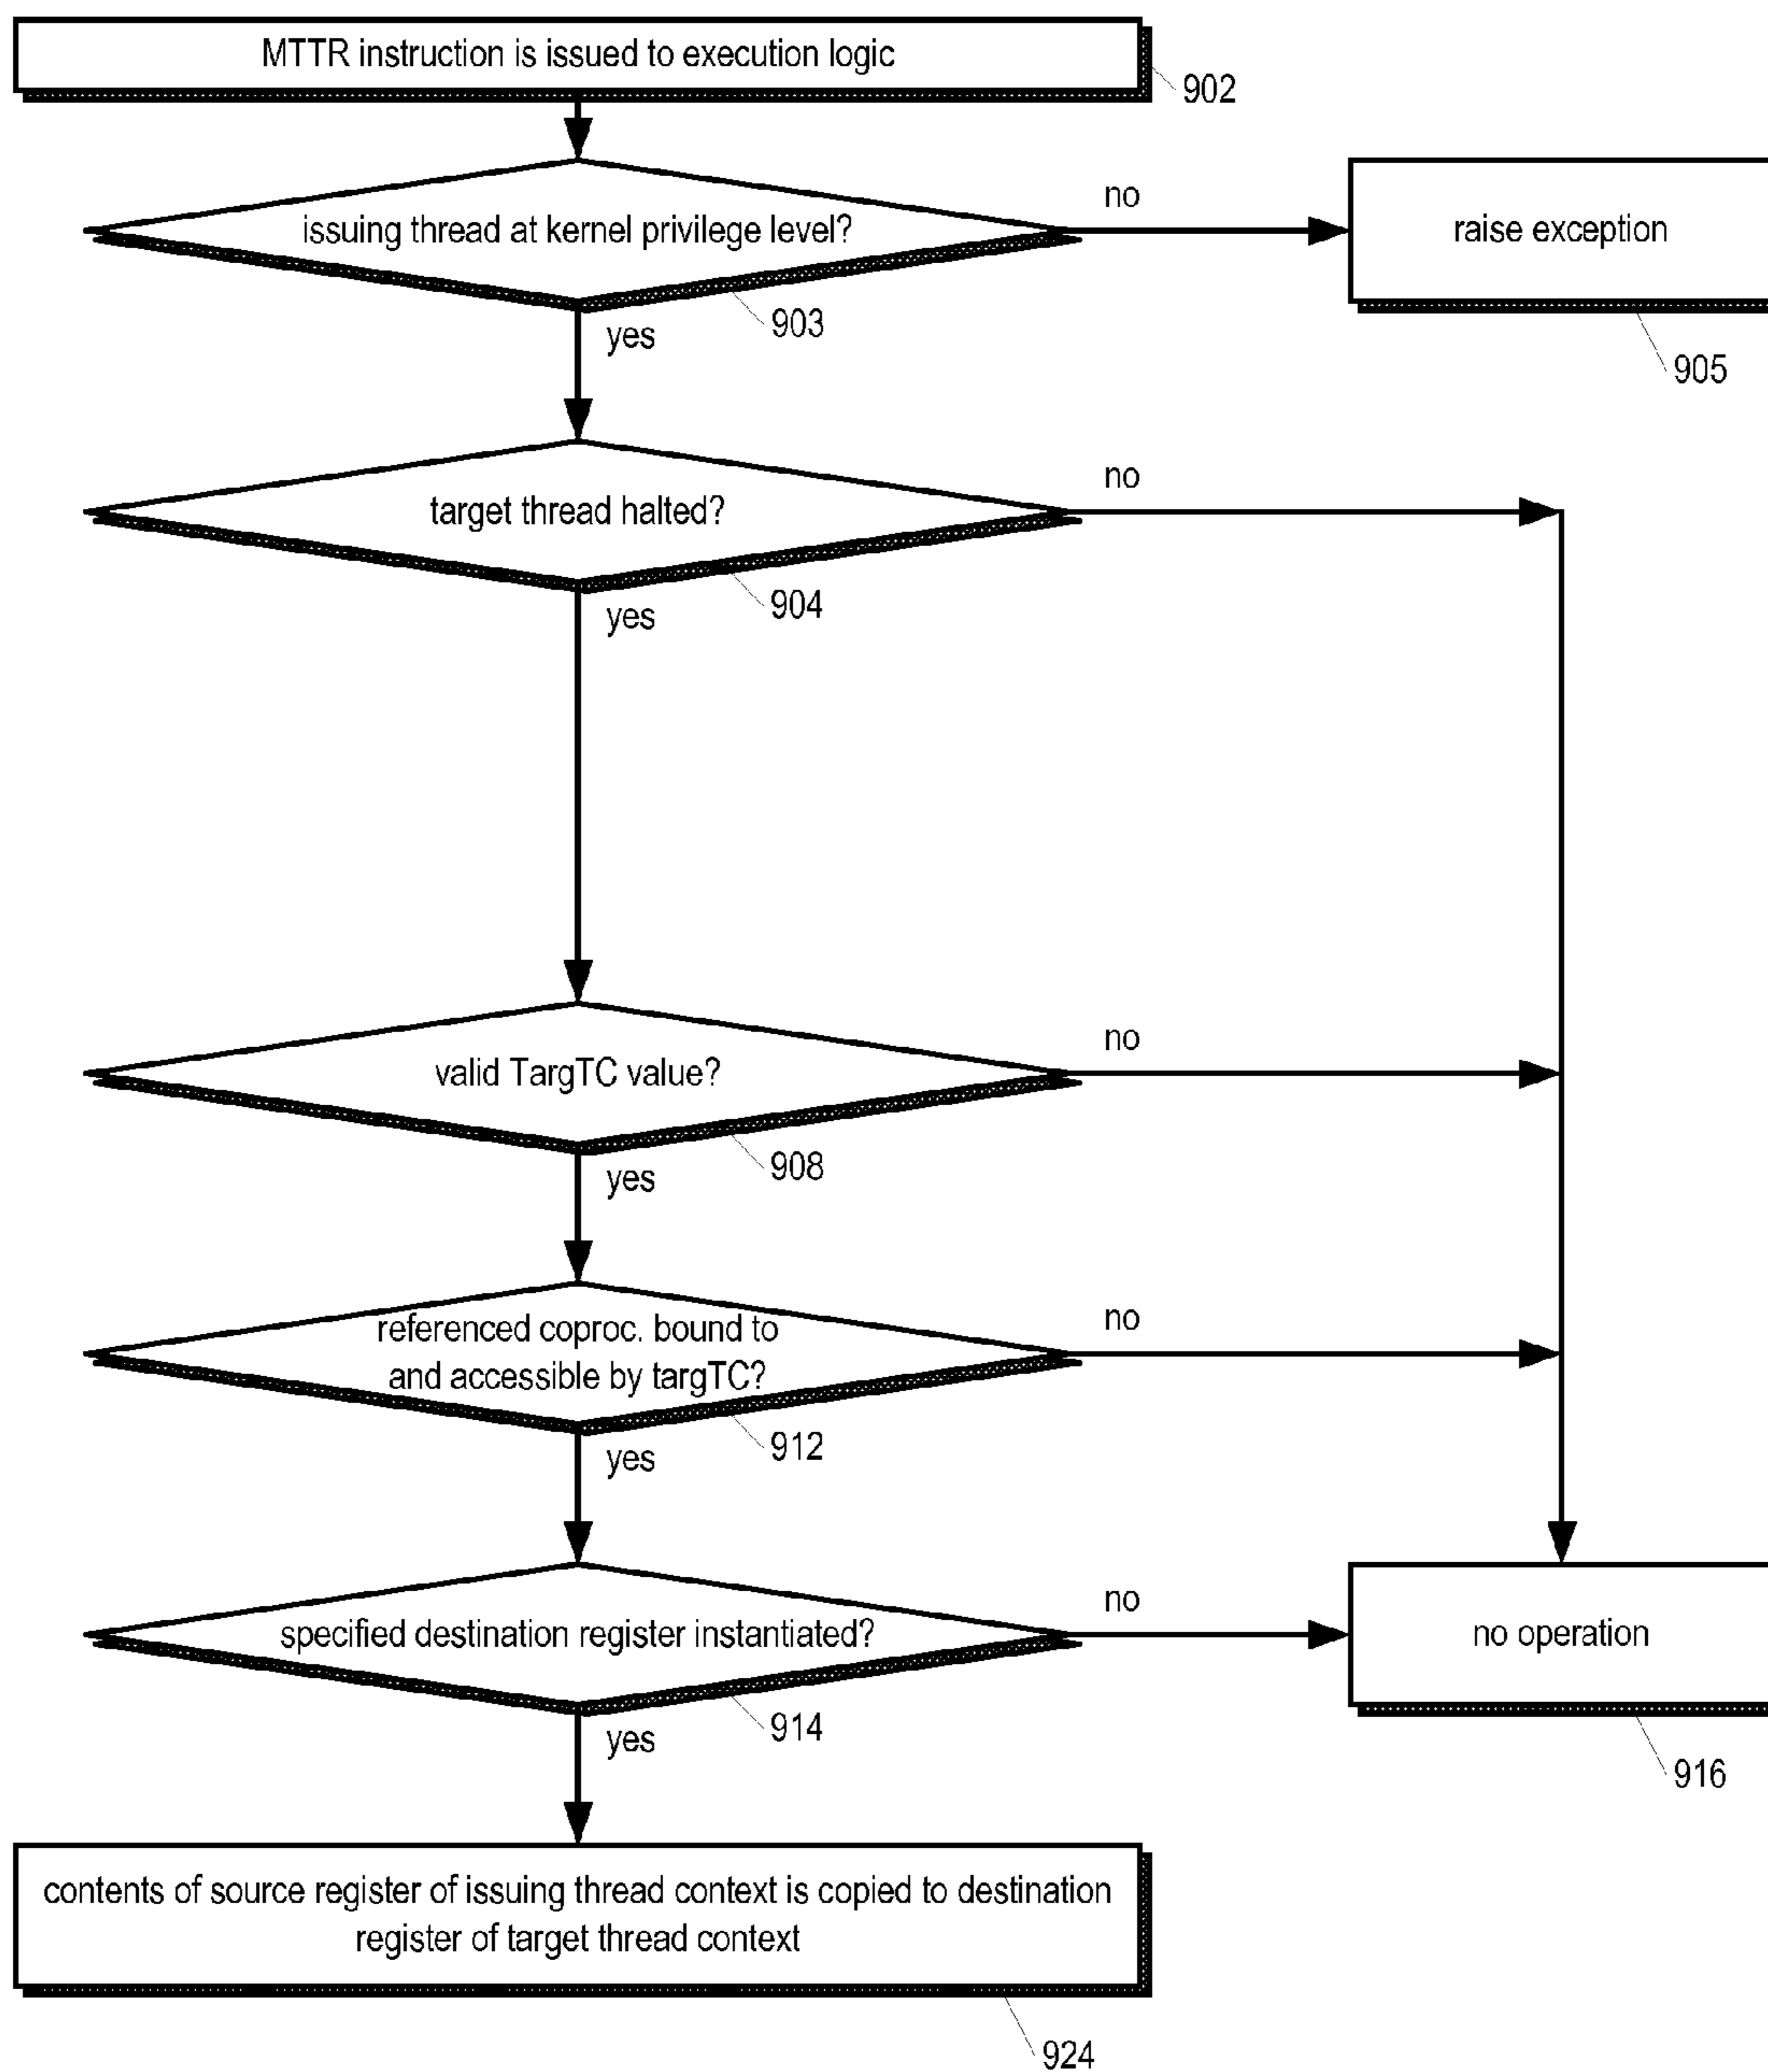 MTTR instruction is issued to execution logic
902
issuing thread at kernel privilege level?
no
raise exception
903
yes
905
target thread halted?
no
904
yes
valid TargTC value?
no
908
yes
referenced coproc. bound to
and accessible by targTC?
no
912
yes
specified destination register instantiated?
no
no operation
914
yes
916
contents of source register of issuing thread context is copied to destination
register of target thread context
924